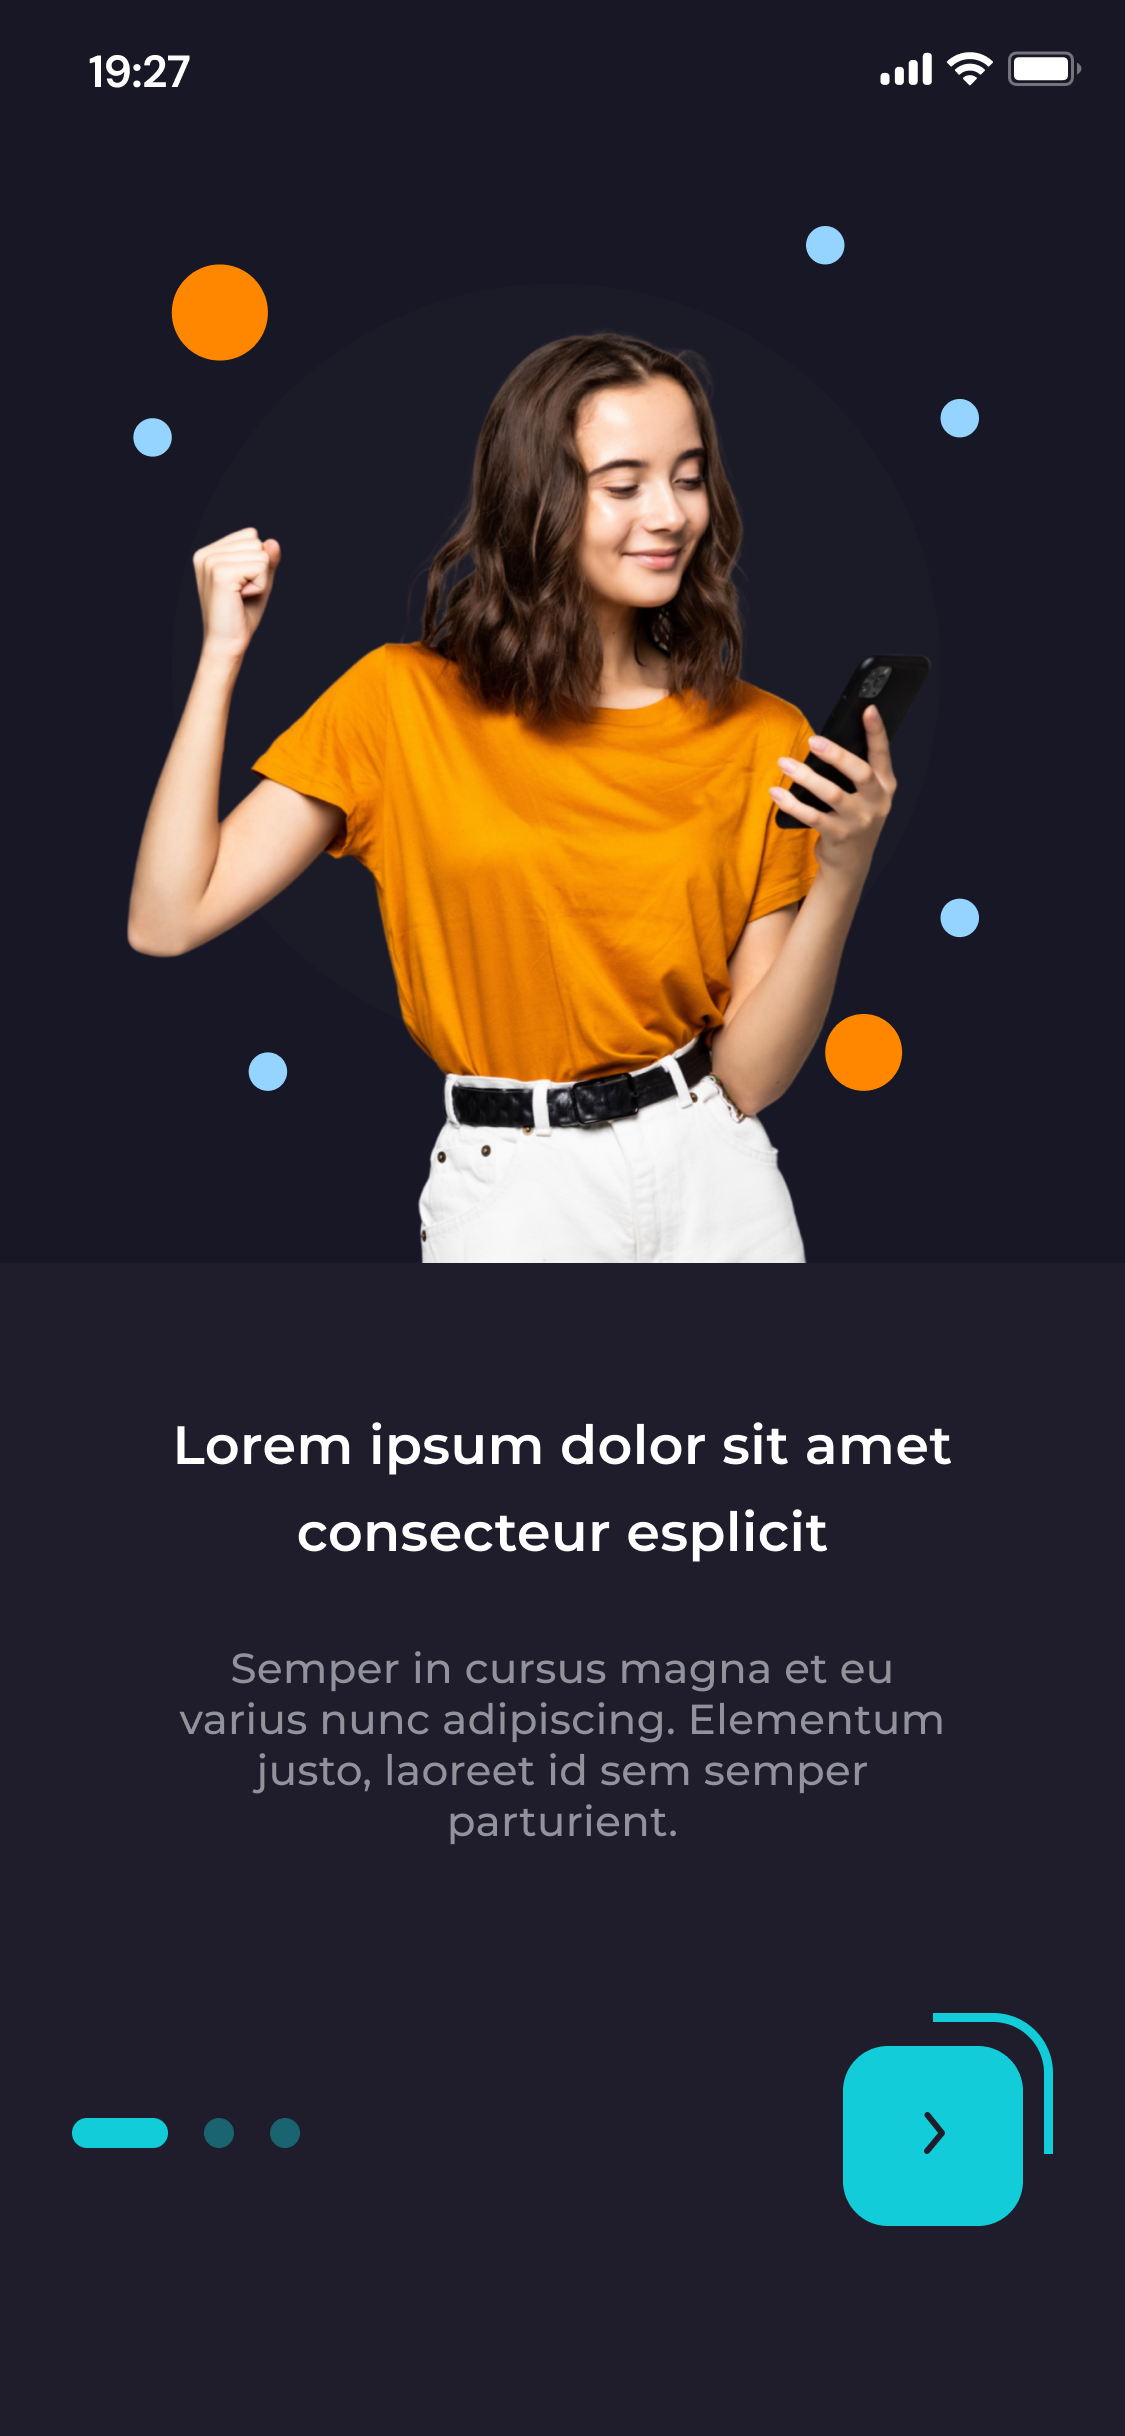 19:27
Lorem ipsum dolor sit amet
consecteur esplicit
Semper in cursus magna et eu
varius nunc adipiscing. Elementum
justo, laoreet id sem semper
parturient.